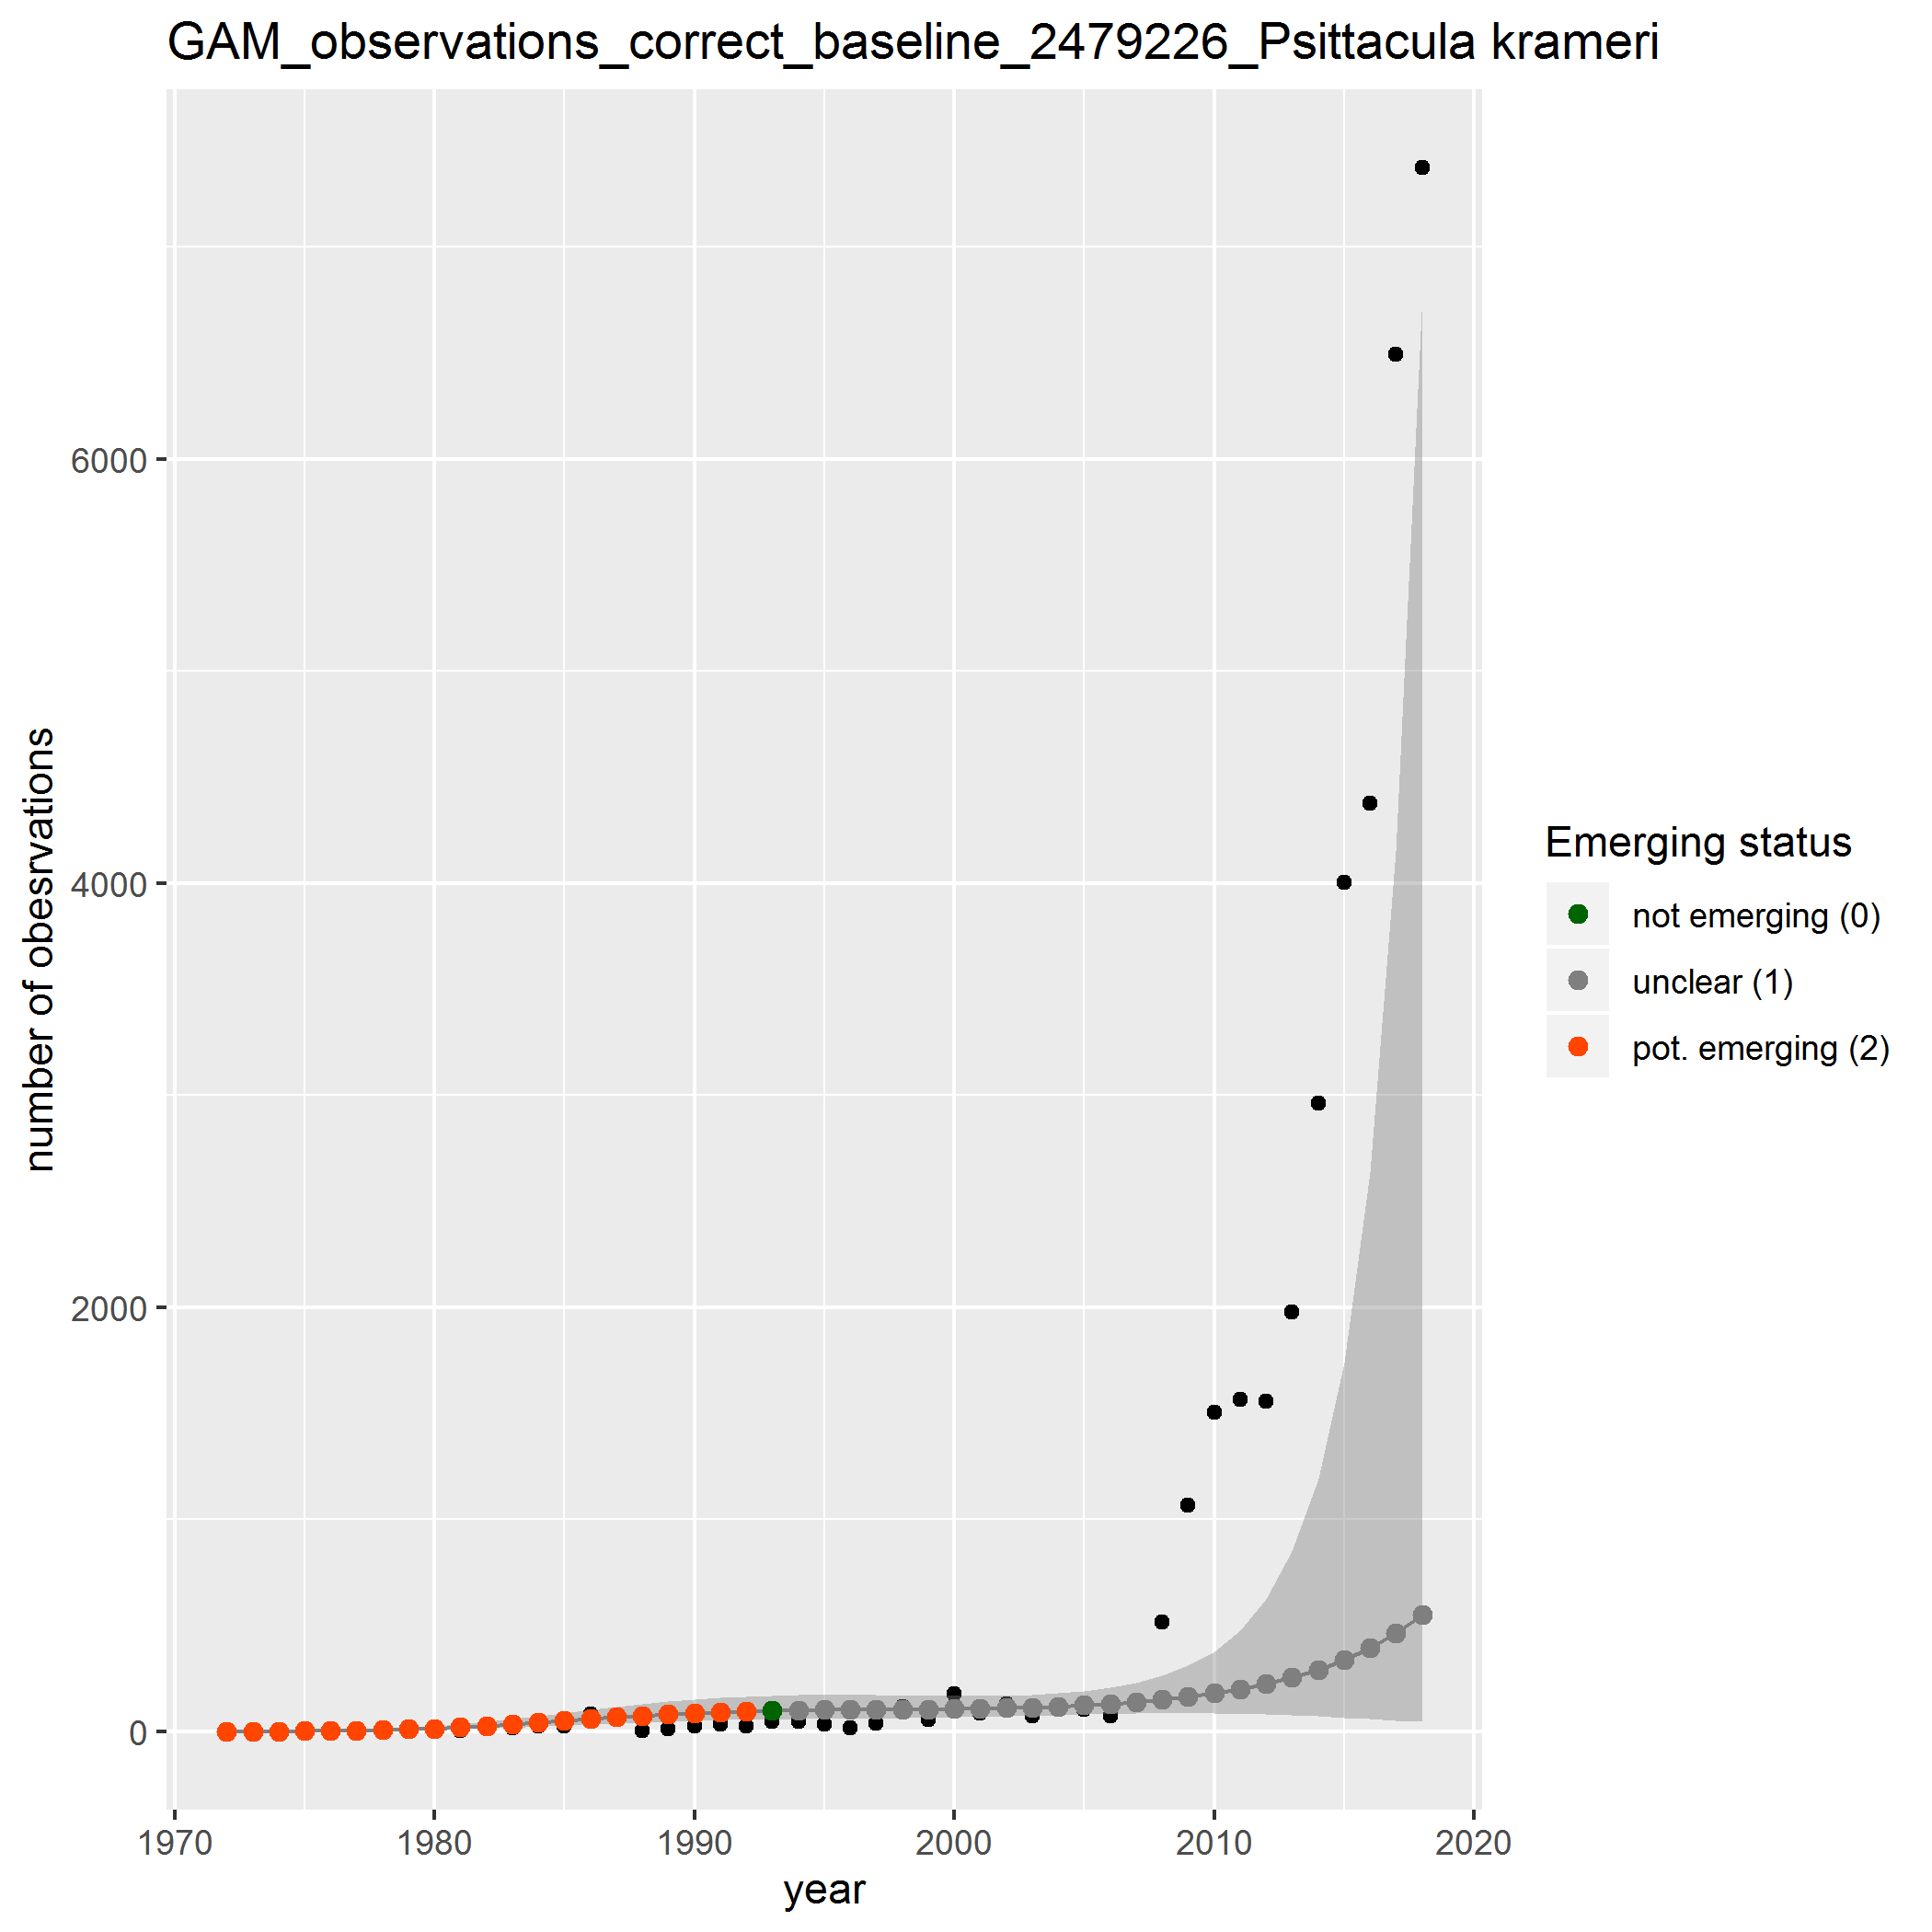 GAM_observations_correct_baseline_2479226_Psittacula krameri
number of obesrvations
6000
4000
2000
0
1970
1980
1990
2000
2010
2020
year
Emerging status
not emerging (0)
unclear (1)
pot. emerging (2)